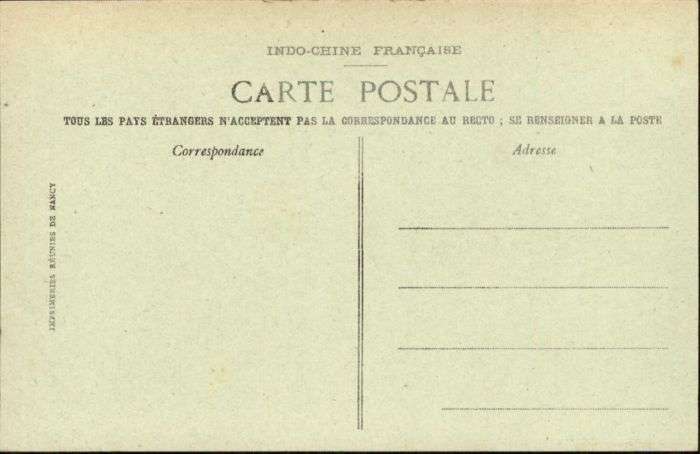 INDO-CHINE FRANÇAISE
CARTE POSTALE
TOUS LES PAYS ÉTRANGERS N'ACCEPTENT PAS LA CORRESPONDANCE AU RECTO ; SE RENSEIGNER A LA POSTE
Correspondance
Adresse
IMPRIMERIES RÉUNIES DE NANCY